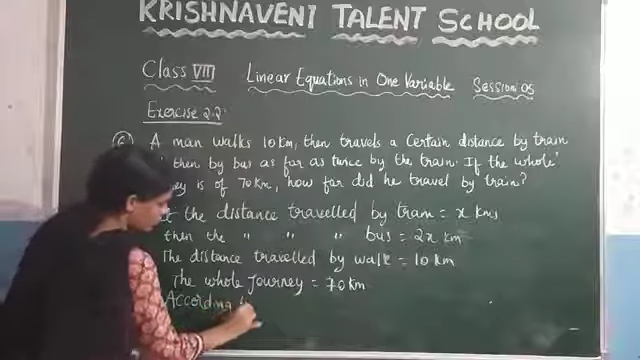 KRISHNAVENI TALENT SCHOOL
Class VIII Linear Equations in One Variable Session 05
Exercise 2.2
6 A man walks 10 Km, then travels a Certain distance by train
then by bus as far as twice by the train. If the whole
is of 70 Km, how far did he travel by train?
the distance travelled by train = x Kms
then the " " " bus = 2x Km
The distance travelled by walk = 10 Km
The whole Journey = 70 Km
According